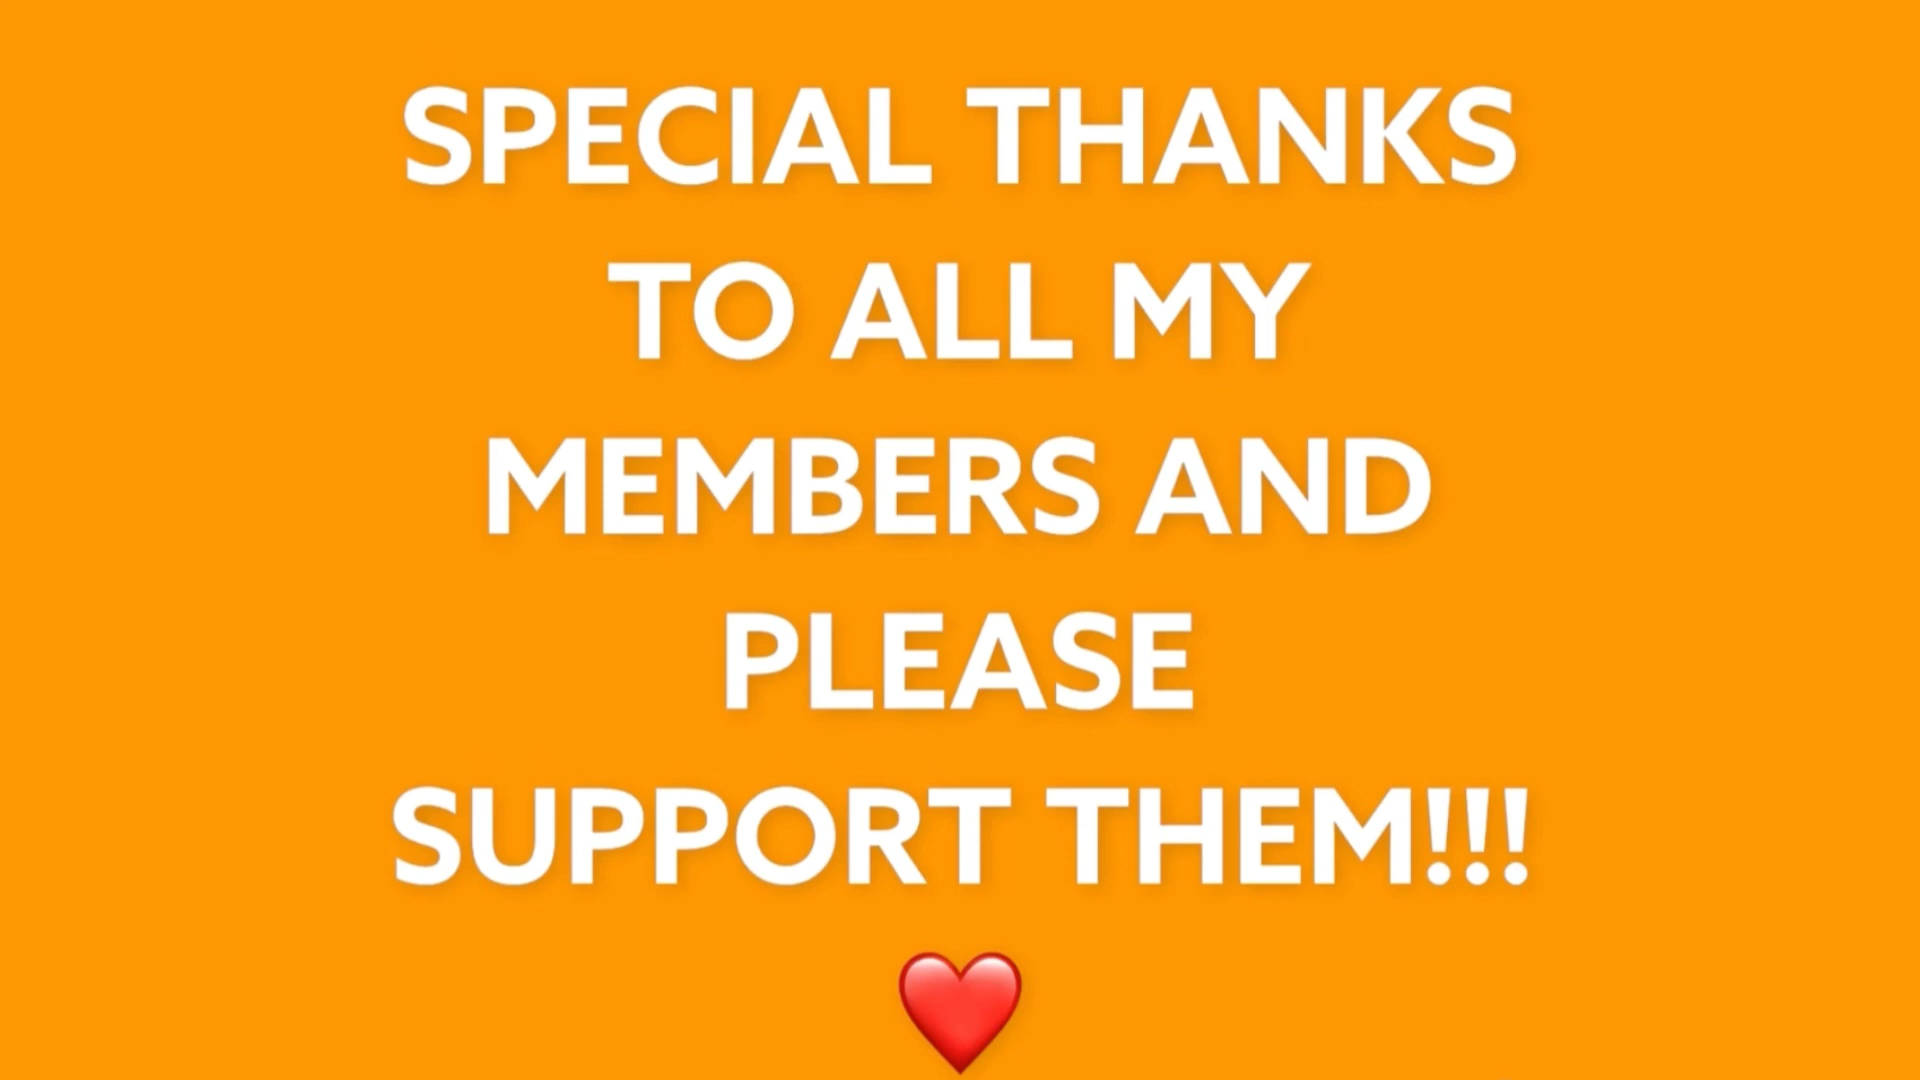 SPECIAL THANKS
TO ALL MY
MEMBERS AND
PLEASE
SUPPORT THEM!!!
❤️